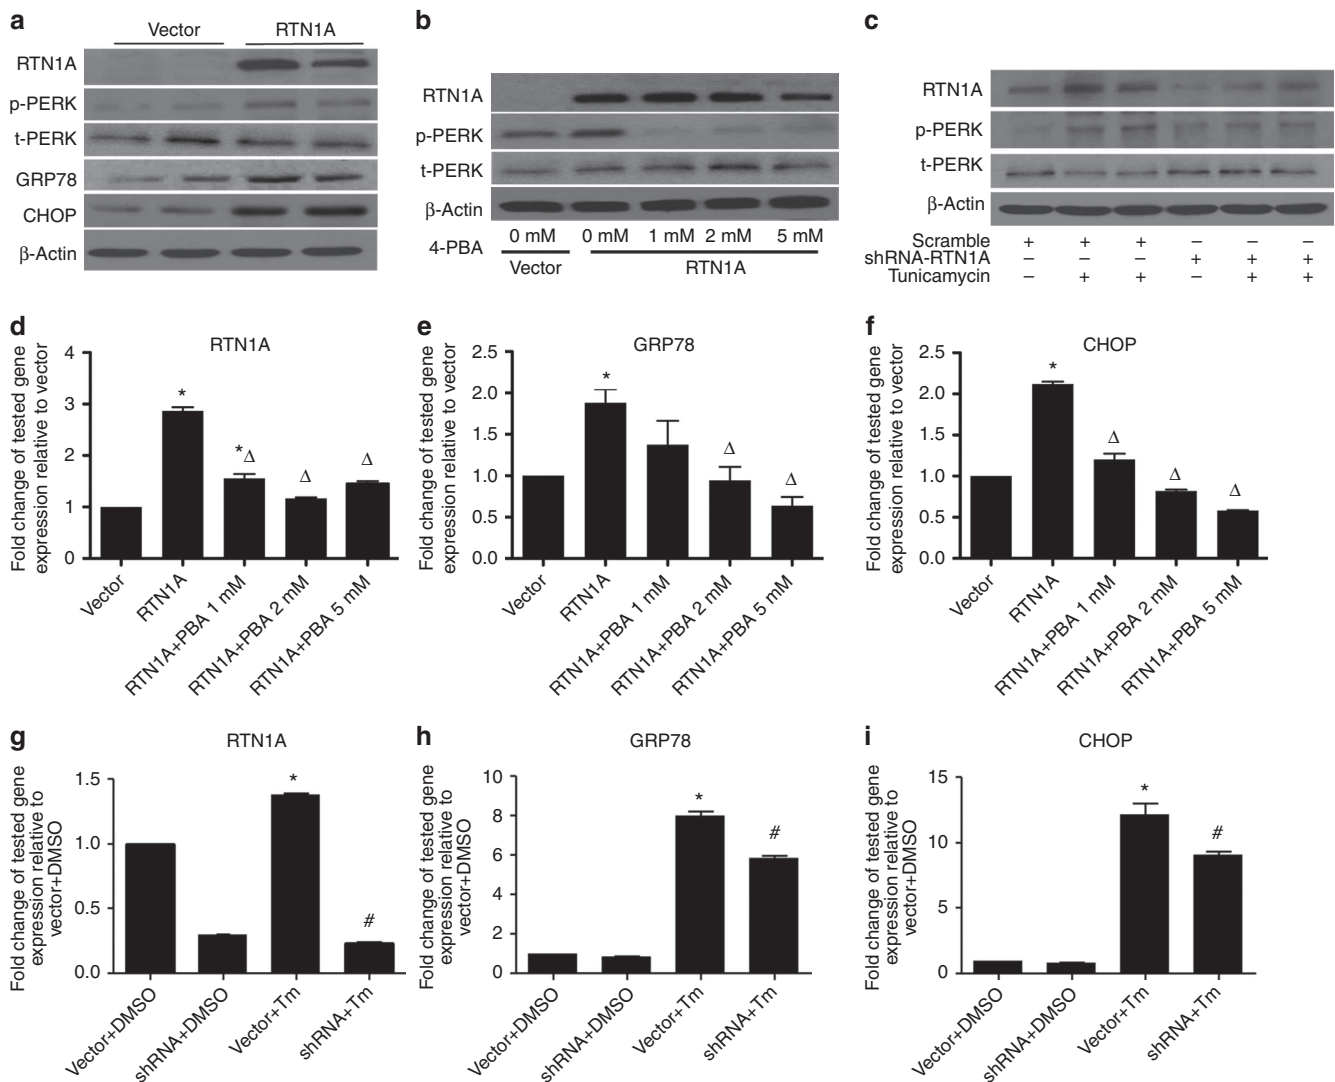 a
Vector RTN1A
RTN1A
p-PERK
t-PERK
GRP78
CHOP
β-Actin
b
RTN1A
p-PERK
t-PERK
β-Actin
4-PBA 0 mM 0 mM 1 mM 2 mM 5 mM
Vector RTN1A
c
RTN1A
p-PERK
t-PERK
β-Actin
Scramble + + + – – –
shRNA-RTN1A – – – + + +
Tunicamycin – + + – + +
d
RTN1A
Fold change of tested gene
expression relative to vector
4
3
2
1
0
*
*Δ
Δ
Δ
Vector
RTN1A
RTN1A+PBA 1 mM
RTN1A+PBA 2 mM
RTN1A+PBA 5 mM
e
GRP78
Fold change of tested gene
expression relative to vector
2.5
2.0
1.5
1.0
0.5
0.0
*
Δ
Δ
Vector
RTN1A
RTN1A+PBA 1 mM
RTN1A+PBA 2 mM
RTN1A+PBA 5 mM
f
CHOP
Fold change of tested gene
expression relative to vector
2.5
2.0
1.5
1.0
0.5
0.0
*
Δ
Δ
Δ
Vector
RTN1A
RTN1A+PBA 1 mM
RTN1A+PBA 2 mM
RTN1A+PBA 5 mM
g
RTN1A
Fold change of tested gene
expression relative to
vector+DMSO
1.5
1.0
0.5
0.0
*
#
Vector+DMSO
shRNA+DMSO
Vector+Tm
shRNA+Tm
h
GRP78
Fold change of tested gene
expression relative to
vector+DMSO
10
8
6
4
2
0
*
#
Vector+DMSO
shRNA+DMSO
Vector+Tm
shRNA+Tm
i
CHOP
Fold change of tested gene
expression relative to
vector+DMSO
15
10
5
0
*
#
Vector+DMSO
shRNA+DMSO
Vector+Tm
shRNA+Tm